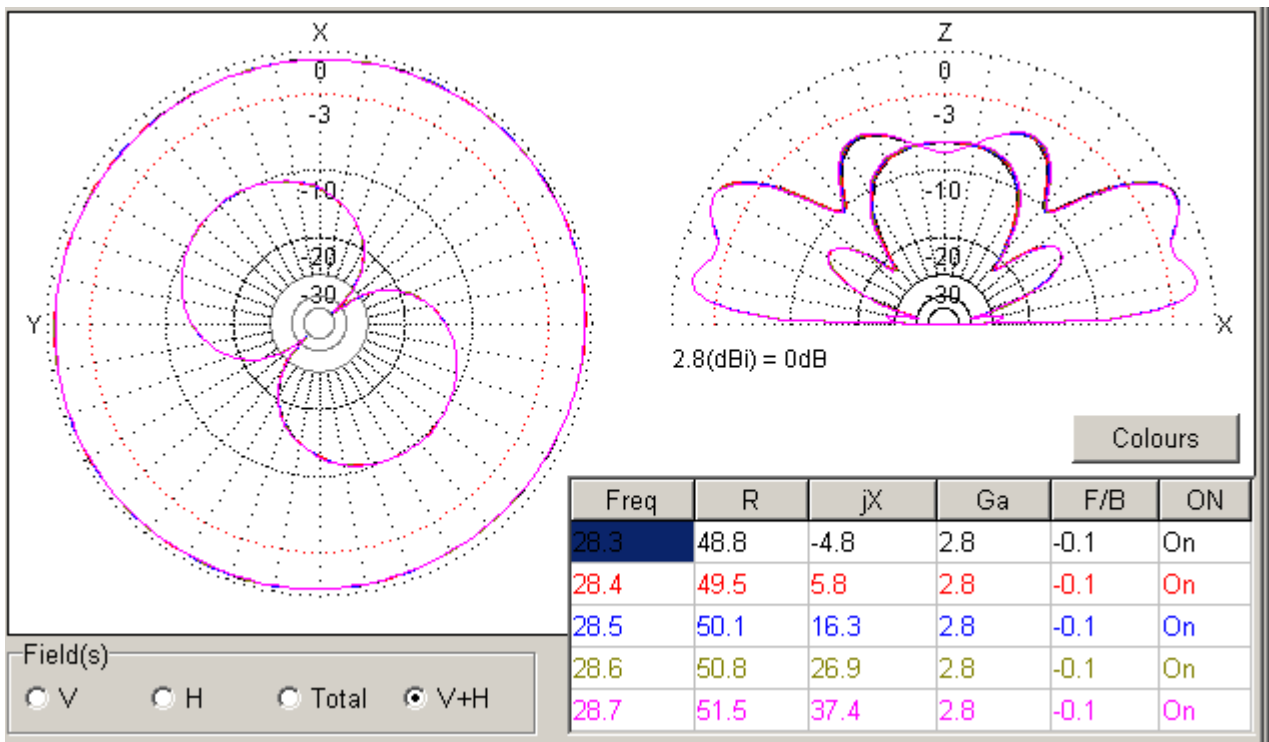 X
0
-3
-10
-20
-30
Y
Z
0
-3
-10
-20
-30
X
2.8(dBi) = 0dB
Colours
Freq R jX Ga F/B ON
28.3 48.8 -4.8 2.8 -0.1 On
28.4 49.5 5.8 2.8 -0.1 On
28.5 50.1 16.3 2.8 -0.1 On
28.6 50.8 26.9 2.8 -0.1 On
28.7 51.5 37.4 2.8 -0.1 On
Field(s)
V H Total V+H